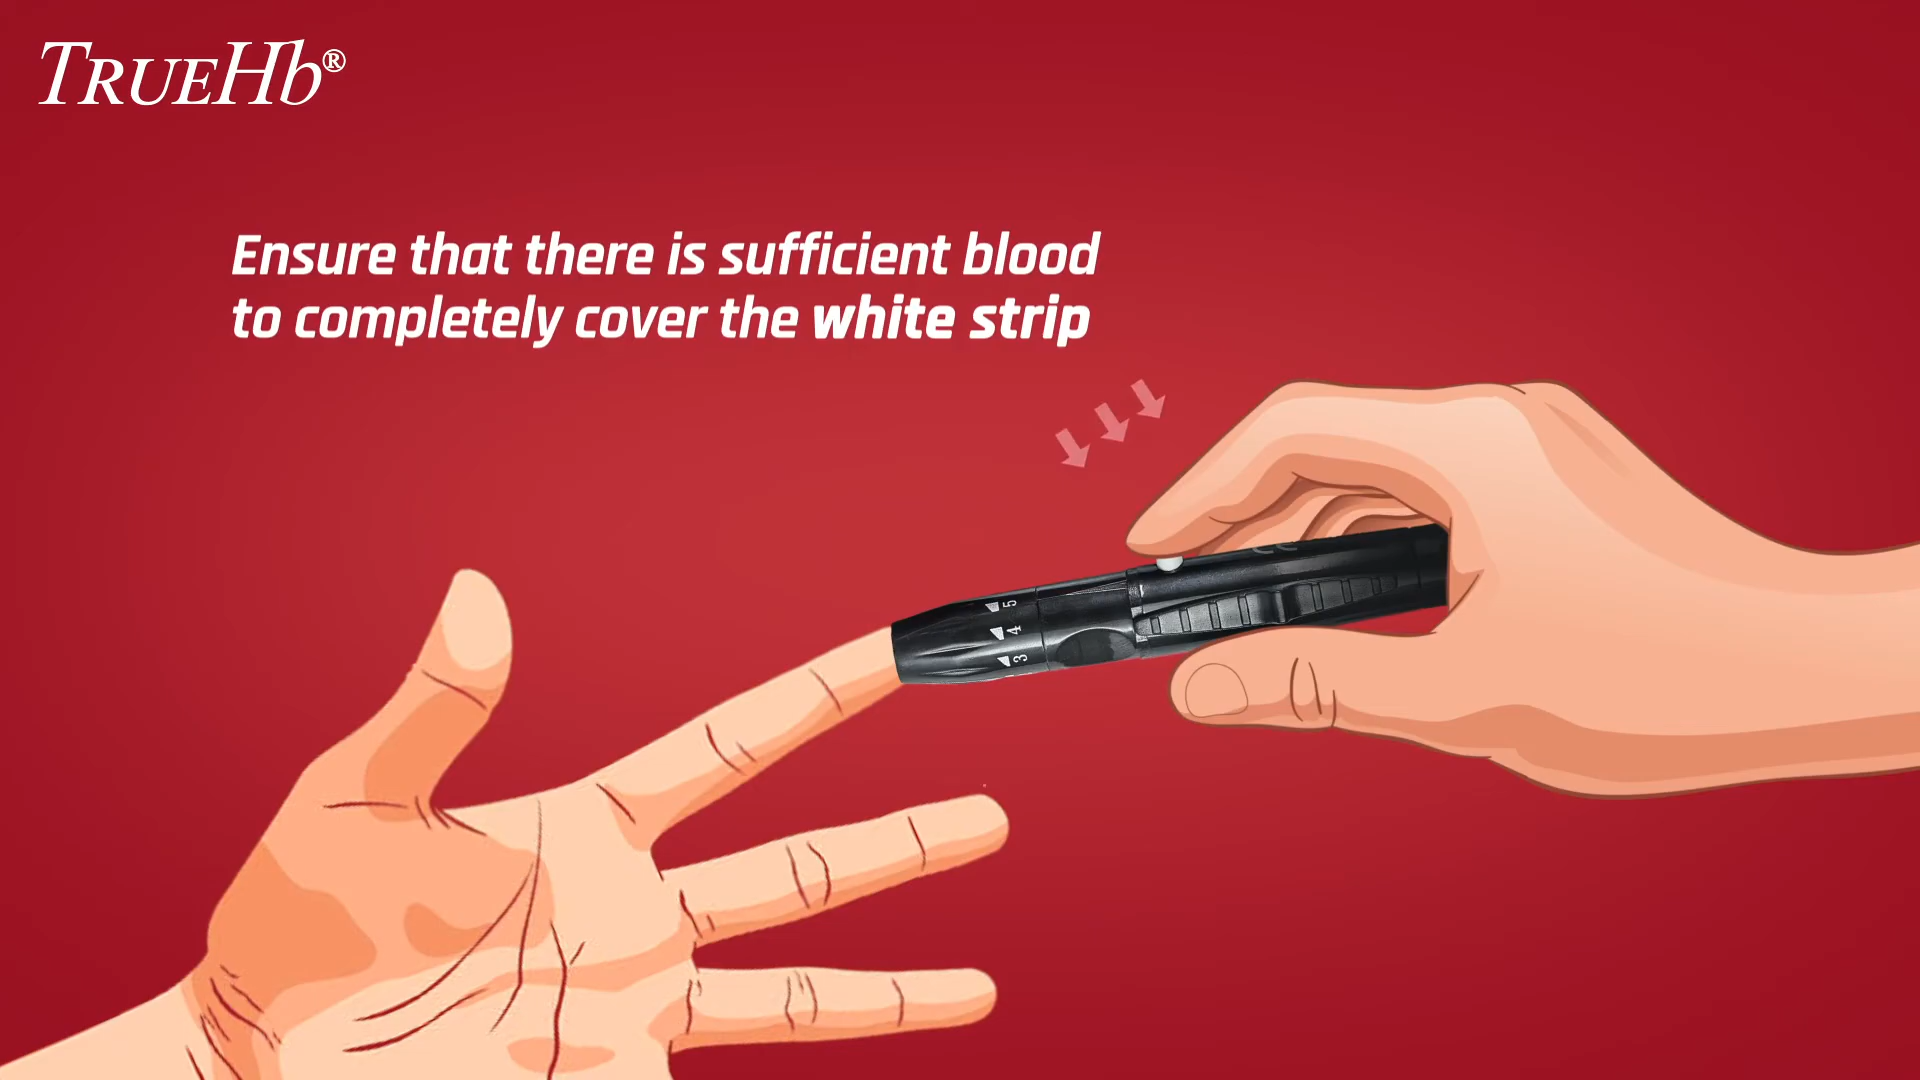 TRUEHb®
Ensure that there is sufficient blood
to completely cover the white strip
5
4
3